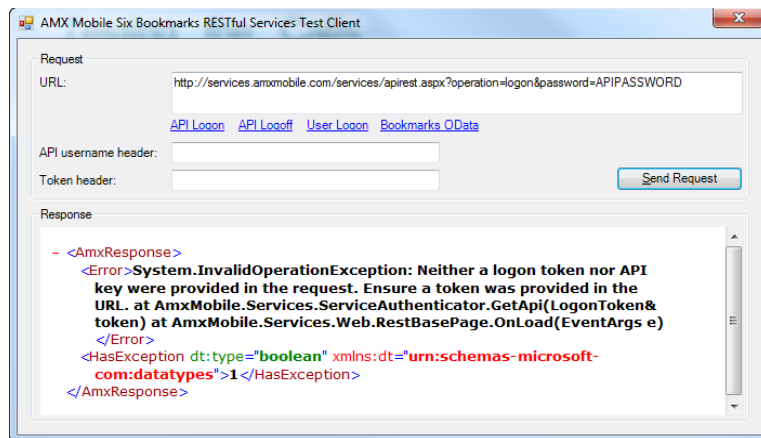 AMX Mobile Six Bookmarks RESTful Services Test Client
x
Request
URL:
http://services.amxmobile.com/services/apirest.aspx?operation=logon&password=APIPASSWORD
API Logon API Logoff User Logon Bookmarks OData
API username header:
Token header:
Send Request
Response
– <AmxResponse>
<Error>System.InvalidOperationException: Neither a logon token nor API
key were provided in the request. Ensure a token was provided in the
URL. at AmxMobile.Services.ServiceAuthenticator.GetApi(LogonToken&
token) at AmxMobile.Services.Web.RestBasePage.OnLoad(EventArgs e)
</Error>
<HasException dt:type="boolean" xmlns:dt="urn:schemas-microsoft-
com:datatypes">1</HasException>
</AmxResponse>